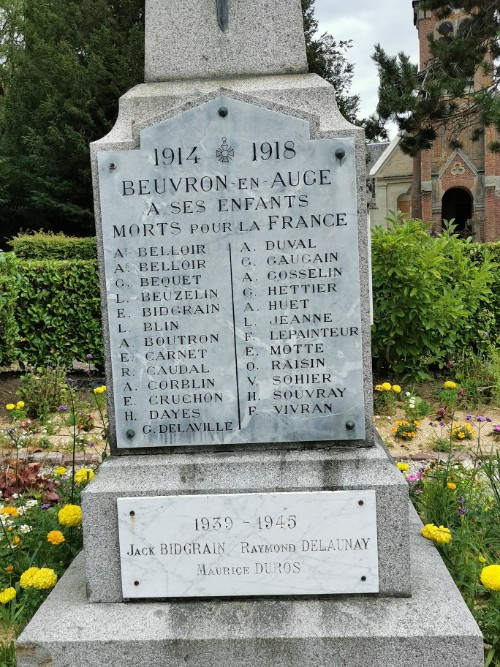 1914 1918
BEUVRON-EN-AUGE
A SES ENFANTS
MORTS POUR LA FRANCE
A. BELLOIR
A. BELLOIR
G. BEQUET
L. BEUZELIN
E. BIDGRAIN
L. BLIN
A. BOUTRON
E. CARNET
R. CAUDAL
A. CORBLIN
E. CRUCHON
H. DAYES
G. DELAVILLE
A. DUVAL
G. GAUGAIN
A. GOSSELIN
G. HETTIER
A. HUET
L. JEANNE
F. LEPAINTEUR
E. MOTTE
O. RAISIN
V. SOHIER
H. SOUVRAY
F. VIVRAN
1939 - 1945
JACK BIDGRAIN RAYMOND DELAUNAY
MAURICE DUROS